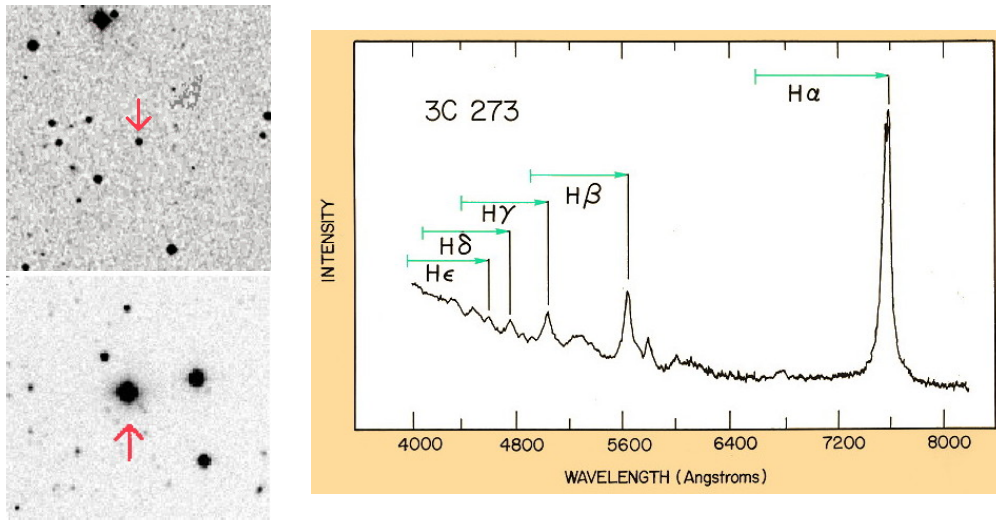 3C 273
Hα
Hβ
Hγ
Hδ
Hϵ
INTENSITY
4000 4800 5600 6400 7200 8000
WAVELENGTH (Angstroms)